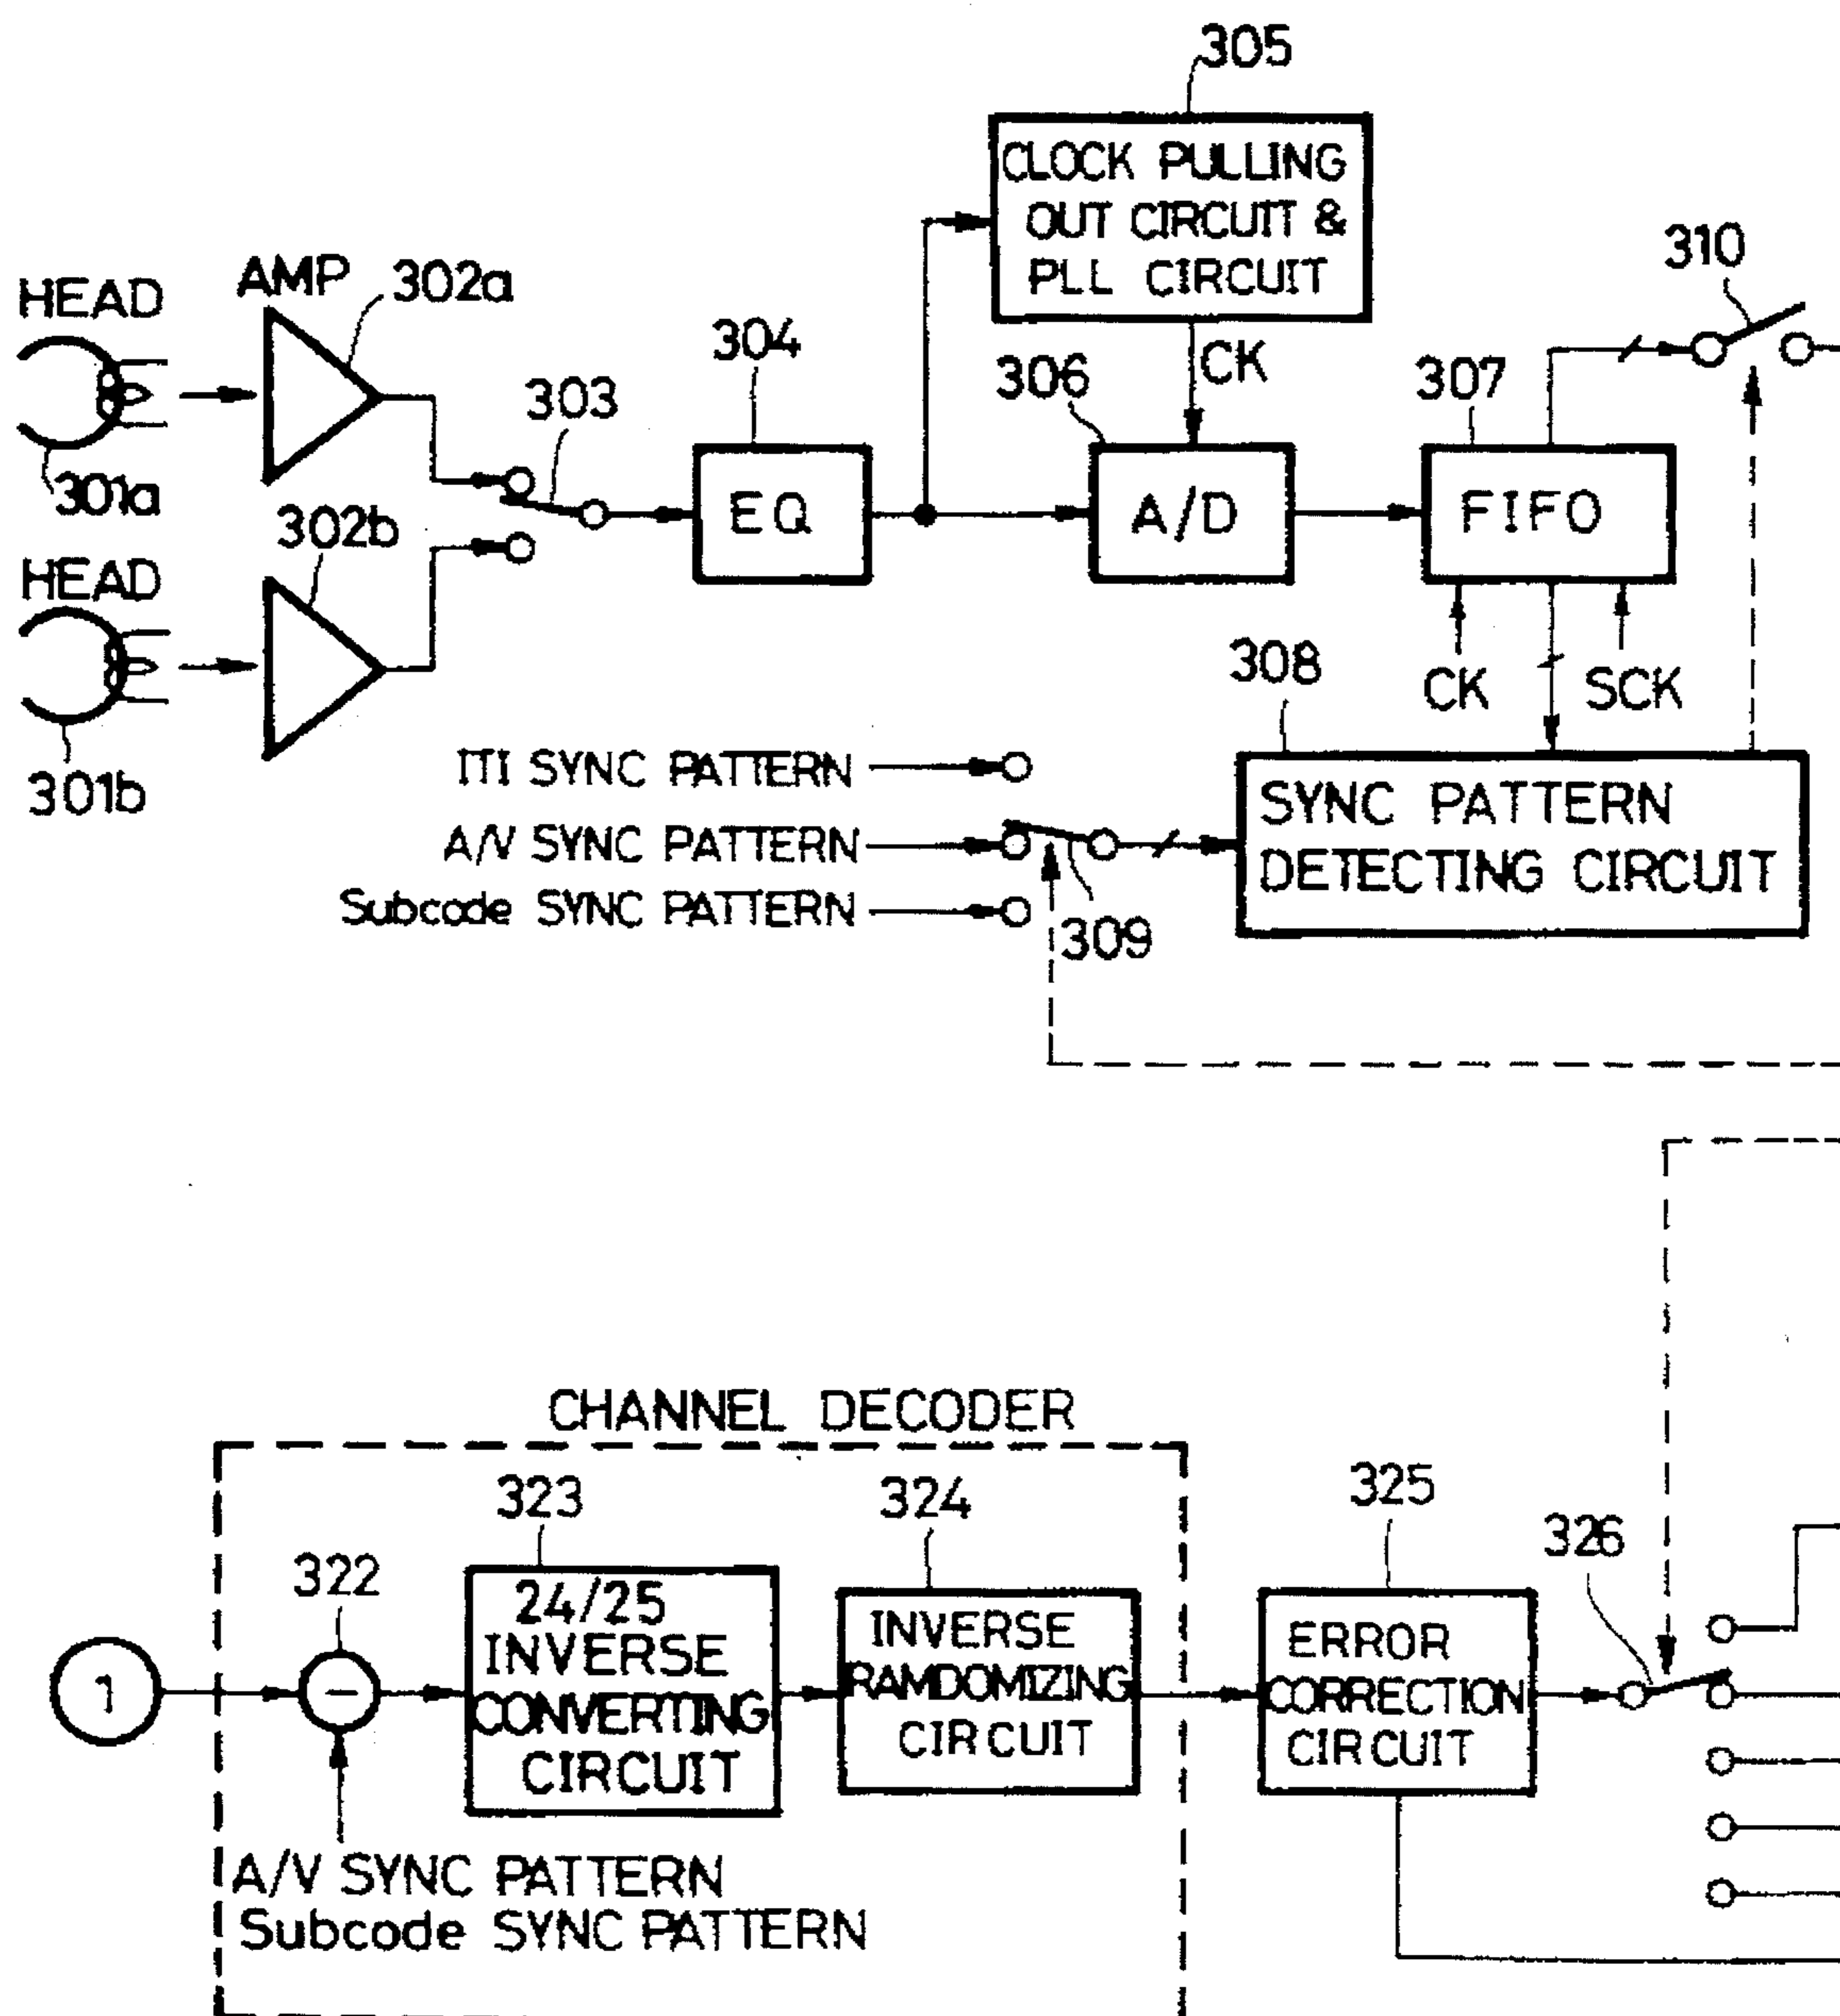 305
CLOCK PULLING
OUT CIRCUIT &
PLL CIRCUIT
310
HEAD
AMP
302a
304
CK
306
307
303
301a
EQ
A/D
FIFO
302b
HEAD
308
CK
SCK
301b
ITI SYNC PATTERN
A/V SYNC PATTERN
Subcode SYNC PATTERN
309
SYNC PATTERN
DETECTING CIRCUIT
CHANNEL DECODER
323
324
325
326
322
1
−
24/25
INVERSE
CONVERTING
CIRCUIT
INVERSE
RAMDOMIZING
CIRCUIT
ERROR
CORRECTION
CIRCUIT
A/V SYNC PATTERN
Subcode SYNC PATTERN